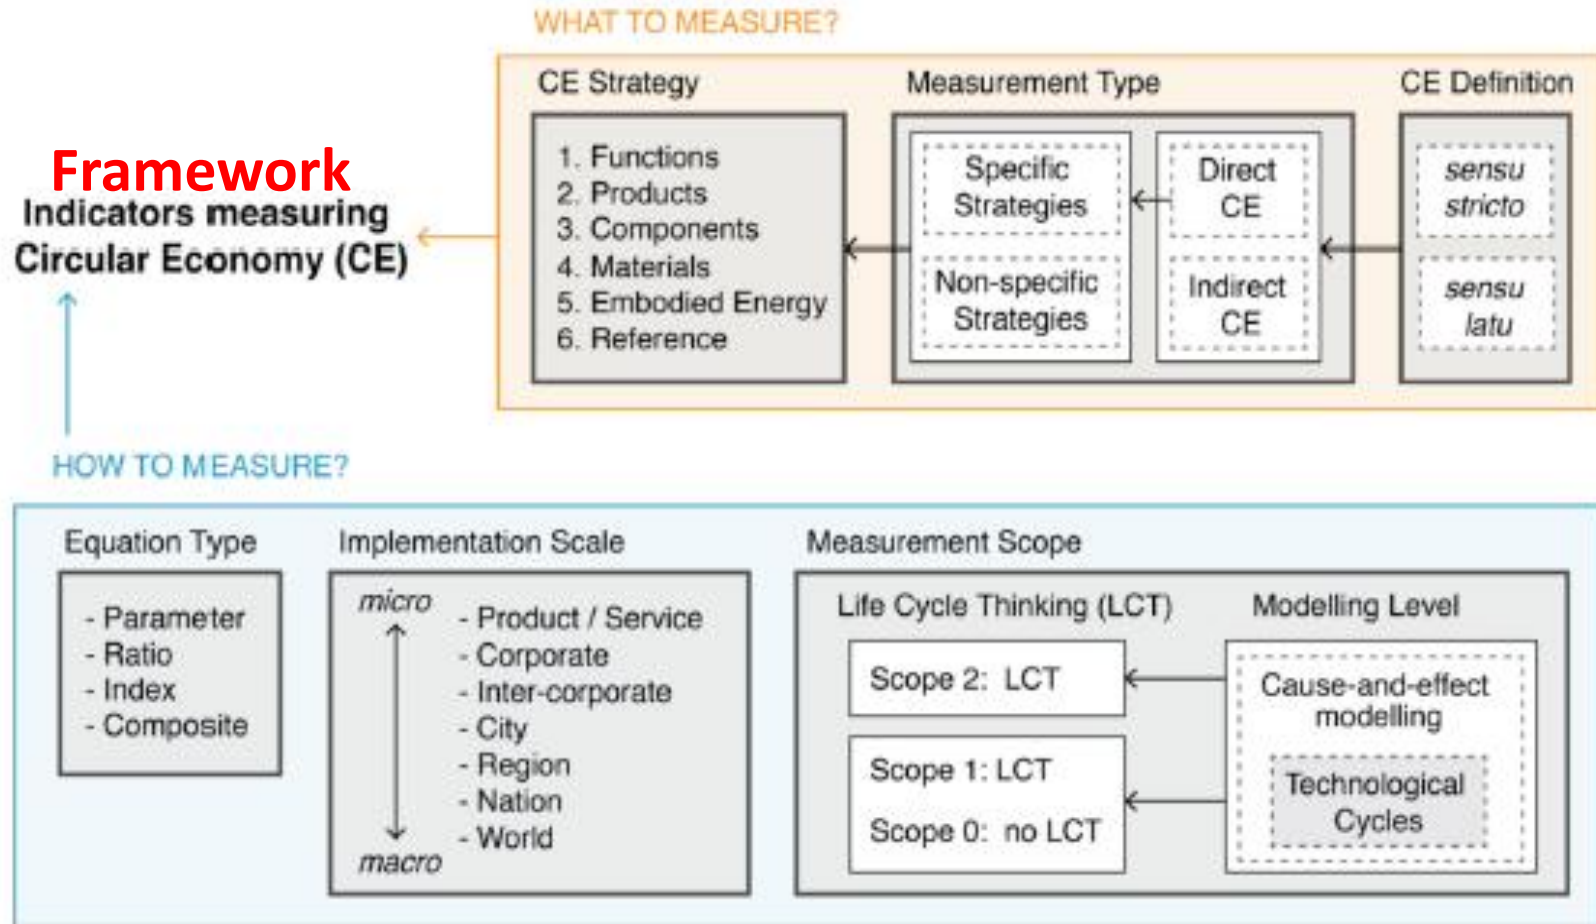 WHAT TO MEASURE?
CE Strategy
1. Functions
2. Products
3. Components
4. Materials
5. Embodied Energy
6. Reference
Measurement Type
Specific
Strategies
Non-specific
Strategies
Direct
CE
Indirect
CE
CE Definition
sensu
stricto
sensu
latu
Framework
Indicators measuring
Circular Economy (CE)
HOW TO MEASURE?
Equation Type
- Parameter
- Ratio
- Index
- Composite
Implementation Scale
micro
macro
- Product / Service
- Corporate
- Inter-corporate
- City
- Region
- Nation
- World
Measurement Scope
Life Cycle Thinking (LCT)
Scope 2: LCT
Scope 1: LCT
Scope 0: no LCT
Modelling Level
Cause-and-effect
modelling
Technological
Cycles